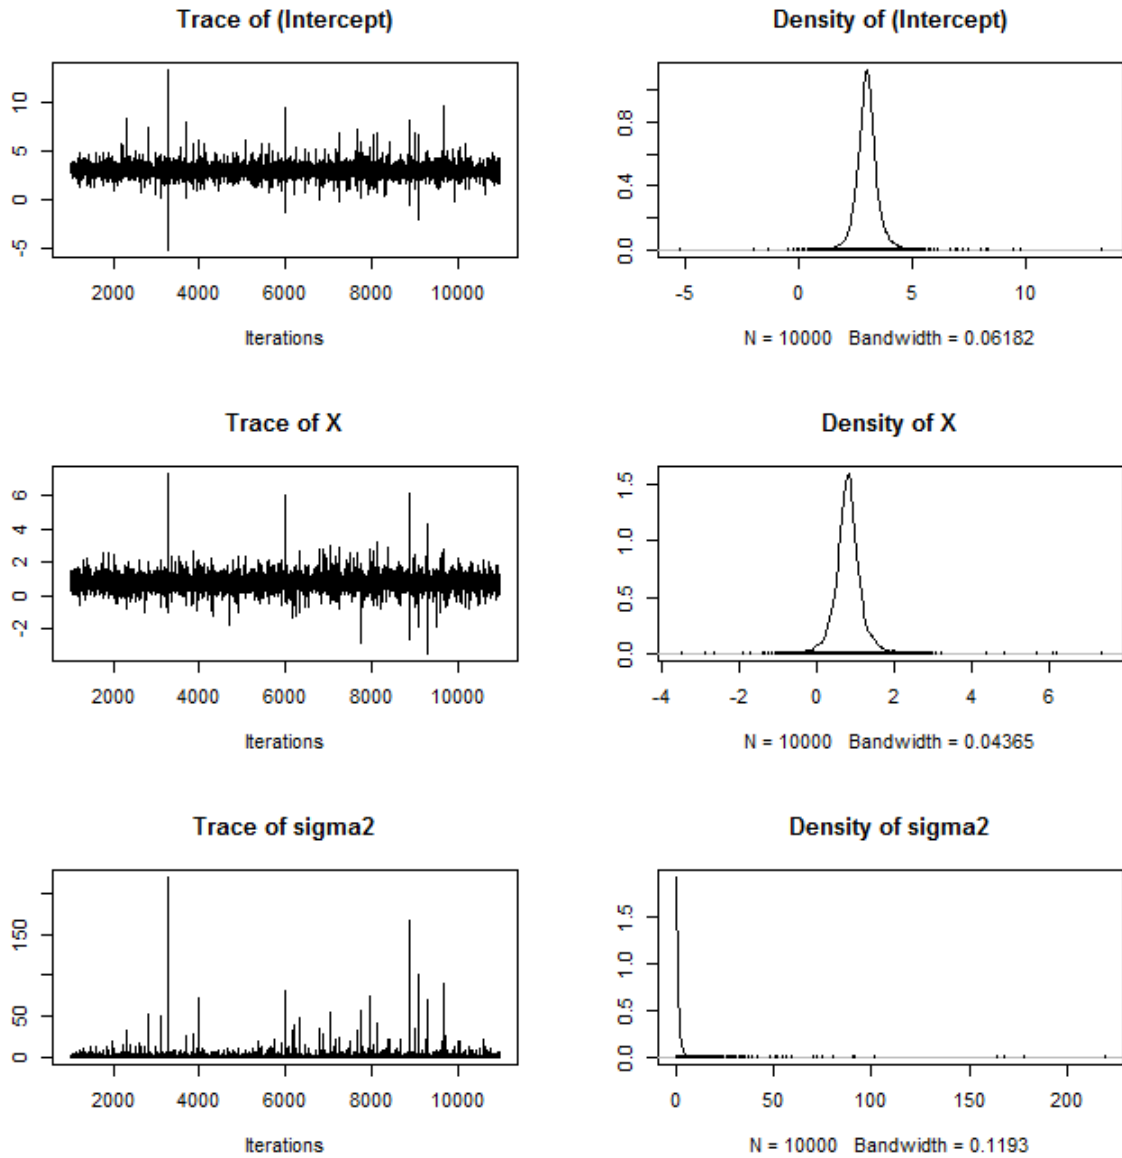 Trace of (Intercept)
Density of (Intercept)
10
5
0
-5
2000 4000 6000 8000 10000
Iterations
0.8
0.4
0.0
-5 0 5 10
N = 10000 Bandwidth = 0.06182
Trace of X
Density of X
6
4
2
0
-2
2000 4000 6000 8000 10000
Iterations
1.5
1.0
0.5
0.0
-4 -2 0 2 4 6
N = 10000 Bandwidth = 0.04365
Trace of sigma2
Density of sigma2
150
50
0
2000 4000 6000 8000 10000
Iterations
1.5
1.0
0.5
0.0
0 50 100 150 200
N = 10000 Bandwidth = 0.1193